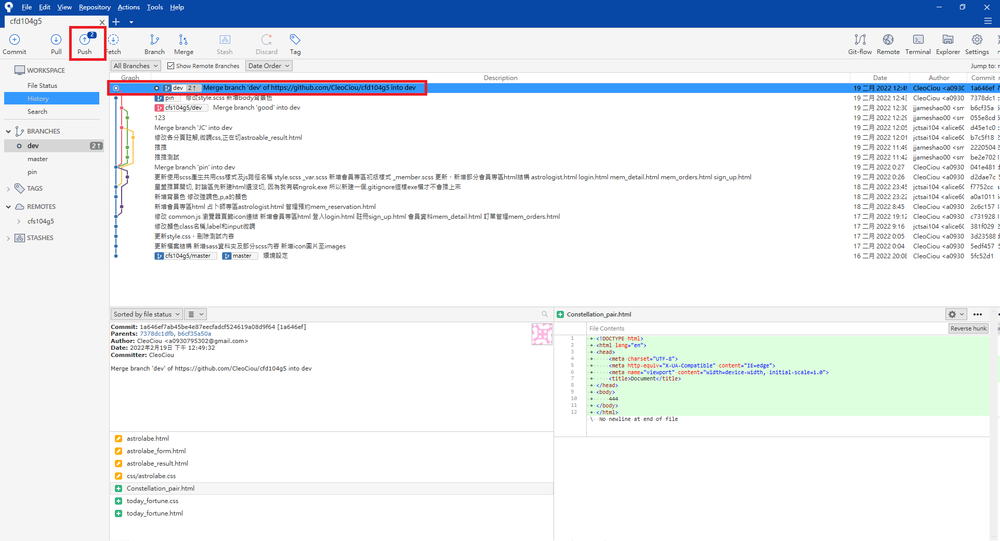 File Edit View Repository Actions Tools Help
cfd104g5
Commit Pull Push 2 Fetch Branch Merge Stash Discard Tag Git-flow Remote Terminal Explorer Settings
All Branches Show Remote Branches Date Order Jump to:
Graph Description Date Author Commit
WORKSPACE
File Status
History
Search
BRANCHES
dev 2↑
master
pin
TAGS
REMOTES
cfs104g5
STASHES
dev 2↑ Merge branch 'dev' of https://github.com/CleoCiou/cfd104g5 into dev 19 二月 2022 12:49 CleoCiou <a0930 1a646ef 7
pin 修改style.scss 新增body背景色 19 二月 2022 12:43 CleoCiou <a0930 7378dc1
cfs104g5/dev Merge branch 'good' into dev 19 二月 2022 12:30 jjameshao00 <sm b6cf35a 5
123 19 二月 2022 12:29 jjameshao00 <sm 055e8cd 5
Merge branch 'JC' into dev 19 二月 2022 12:05 jctsai104 <alice60 d45e1c0
修改各分頁註解,微調css,正在切astroable_result.html 19 二月 2022 12:01 jctsai104 <alice60 b7c5f18 2
推推 19 二月 2022 11:49 jjameshao00 <sm 2220504 2
推推測試 19 二月 2022 11:42 jjameshao00 <sm be2e702 1
Merge branch 'pin' into dev 19 二月 2022 0:27 CleoCiou <a0930 041e481
更新使用scss產生共用css樣式及js路徑名稱 style.scss _var.scss 新增會員專區初版樣式 _member.scss 更新、新增部分會員專區html結構 astrologist.html login.html mem_detail.html mem_orders.html sign_up.html 19 二月 2022 0:26 CleoCiou <a0930 d2dae7c 5
星盤推算開切, 討論區先新建html還沒切, 因為我有裝ngrok.exe 所以新建一個.gitignore這樣exe檔才不會推上來 18 二月 2022 23:45 jctsai104 <alice60 f7752cc
新增背景色 修改強調色,p,a的顏色 18 二月 2022 23:22 jctsai104 <alice60 a0a1011
新增會員專區html 占卜師專區astrologist.html 管理預約mem_reservation.html 18 二月 2022 8:45 CleoCiou <a0930 2c6c157
修改 common.js 瀏覽器頁籤icon連結 新增會員專區html 登入login.html 註冊sign_up.html 會員資料mem_detail.html 訂單管理mem_orders.html 17 二月 2022 19:12 CleoCiou <a0930 c731928 1
修改顏色class名稱,label和input微調 17 二月 2022 9:16 jctsai104 <alice60 381f029 2
更新style.css，刪除測試內容 17 二月 2022 0:05 CleoCiou <a0930 3d23588
更新檔案結構 新增sass資料夾及部分scss內容 新增icon圖片至images 17 二月 2022 0:04 CleoCiou <a0930 5edf457 5
cfs104g5/master master 環境設定 16 二月 2022 20:08 CleoCiou <a0930 5fc52d1
Sorted by file status
Commit: 1a646ef7ab45be4e87eecfadcf524619a08d9f64 [1a646ef]
Parents: 7378dc1dfb, b6cf35a50a
Author: CleoCiou <a0930795302@gmail.com>
Date: 2022年2月19日 下午 12:49:32
Committer: CleoCiou
Merge branch 'dev' of https://github.com/CleoCiou/cfd104g5 into dev
astrolabe.html
astrolabe_form.html
astrolabe_result.html
css/astrolabe.css
Constellation_pair.html
today_fortune.css
today_fortune.html
Constellation_pair.html
File Contents Reverse hunk
1 + <!DOCTYPE html>
2 + <html lang="en">
3 + <head>
4 + <meta charset="UTF-8">
5 + <meta http-equiv="X-UA-Compatible" content="IE=edge">
6 + <meta name="viewport" content="width=device-width, initial-scale=1.0">
7 + <title>Document</title>
8 + </head>
9 + <body>
10 + 444
11 + </body>
12 + </html>
\ No newline at end of file